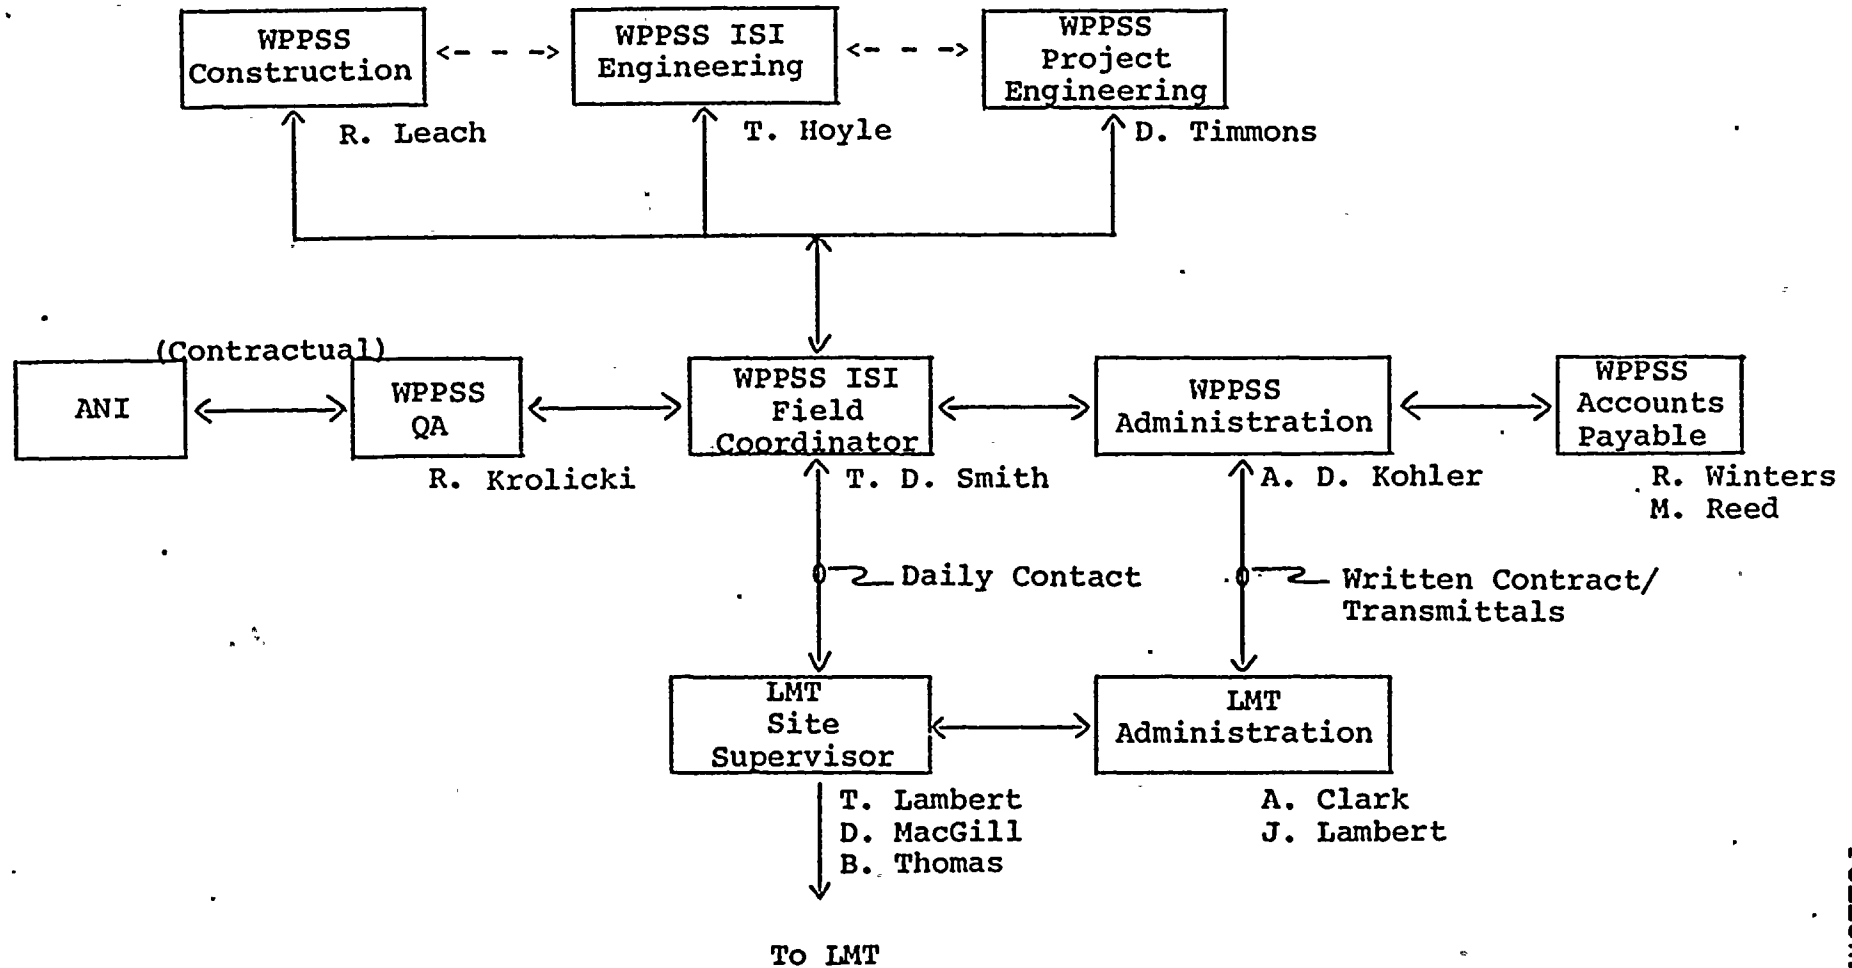 WPPSS
Construction
WPPSS ISI
Engineering
WPPSS
Project
Engineering
R. Leach
T. Hoyle
D. Timmons
(Contractual)
ANI
WPPSS
QA
WPPSS ISI
Field
Coordinator
WPPSS
Administration
WPPSS
Accounts
Payable
R. Krolicki
T. D. Smith
A. D. Kohler
R. Winters
M. Reed
Daily Contact
Written Contract/
Transmittals
LMT
Site
Supervisor
LMT
Administration
T. Lambert
D. MacGill
B. Thomas
A. Clark
J. Lambert
To LMT